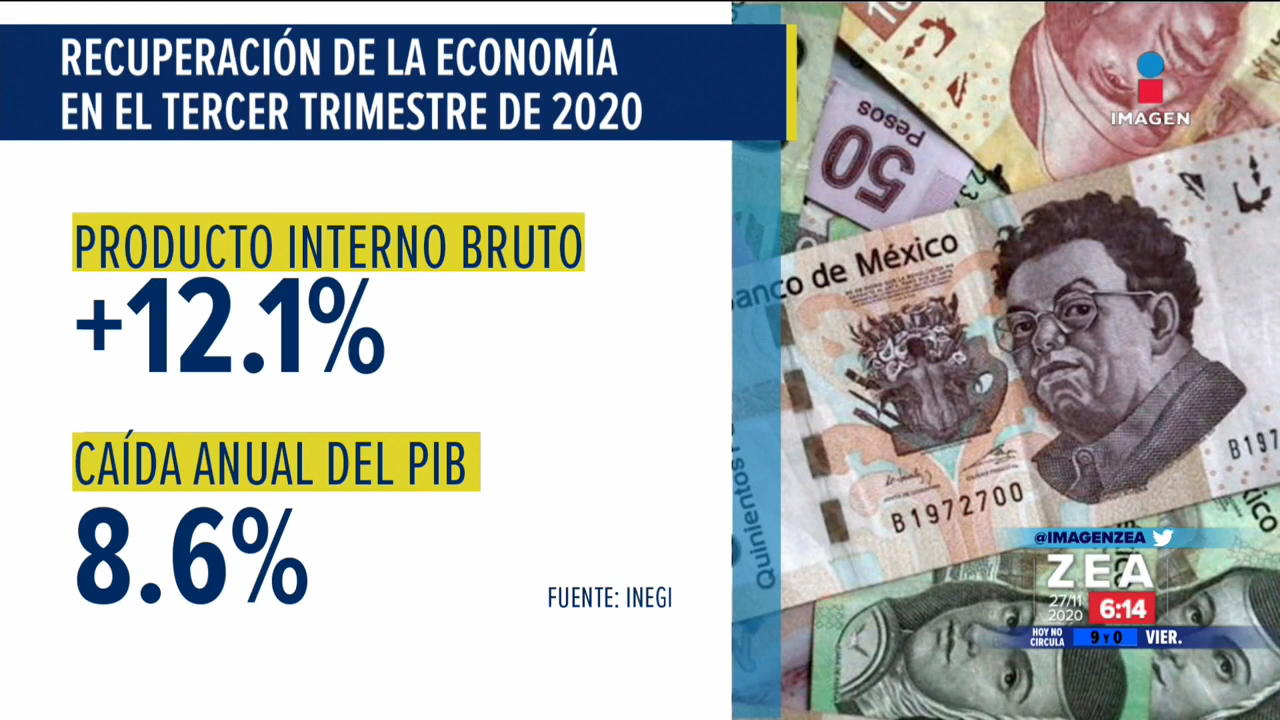 RECUPERACIÓN DE LA ECONOMÍA
EN EL TERCER TRIMESTRE DE 2020
PRODUCTO INTERNO BRUTO
+12.1%
CAÍDA ANUAL DEL PIB
8.6%
FUENTE: INEGI
IMAGEN
50
Pesos
anco de México
B1972700
B197
Quinientos
@IMAGENZEA
ZEA
27/11
2020
6:14
HOY NO
CIRCULA
9 Y 0
VIER.